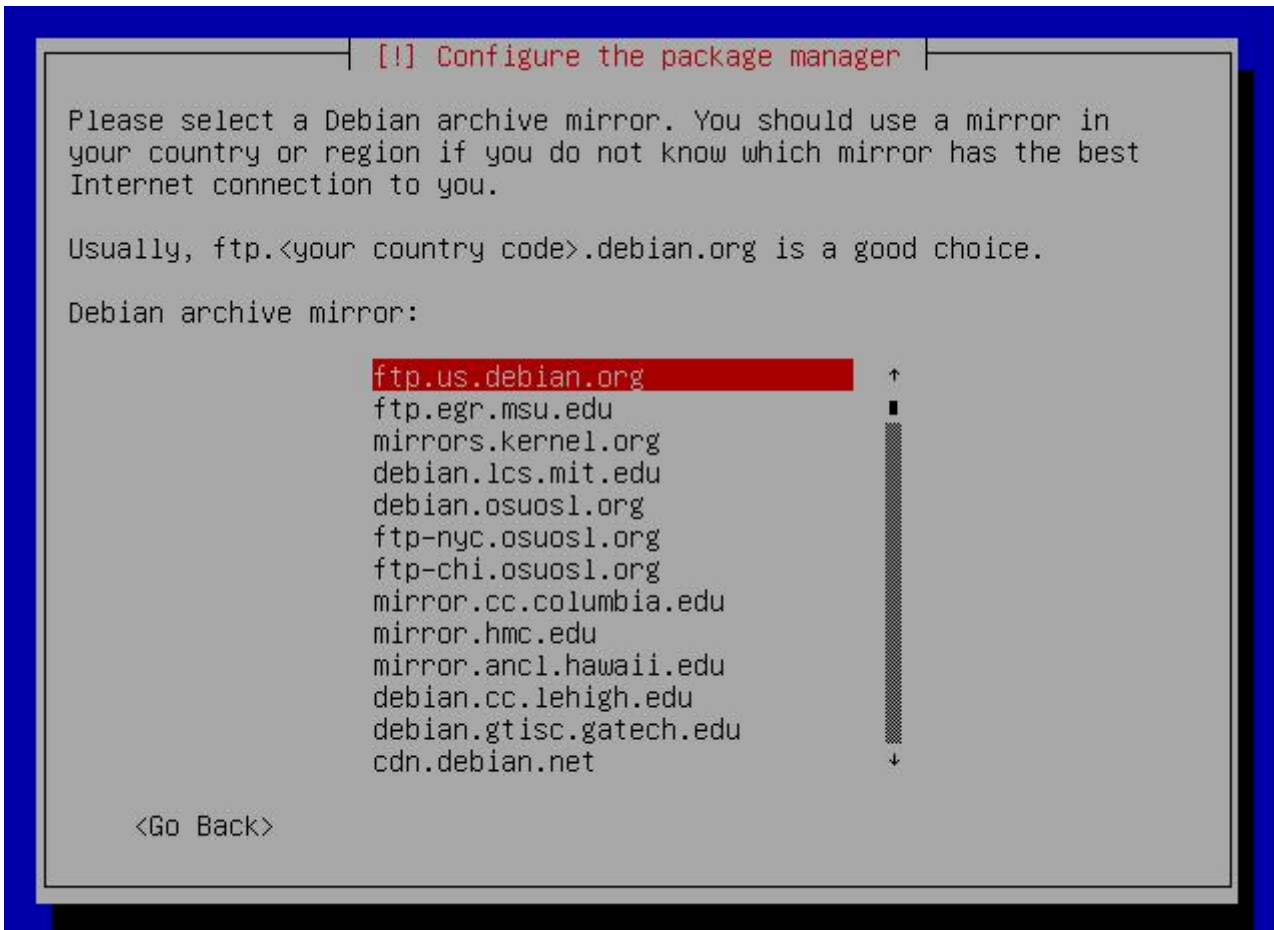 [!] Configure the package manager
Please select a Debian archive mirror. You should use a mirror in
your country or region if you do not know which mirror has the best
Internet connection to you.
Usually, ftp.<your country code>.debian.org is a good choice.
Debian archive mirror:
ftp.us.debian.org
ftp.egr.msu.edu
mirrors.kernel.org
debian.lcs.mit.edu
debian.osuosl.org
ftp-nyc.osuosl.org
ftp-chi.osuosl.org
mirror.cc.columbia.edu
mirror.hmc.edu
mirror.ancl.hawaii.edu
debian.cc.lehigh.edu
debian.gtisc.gatech.edu
cdn.debian.net
<Go Back>